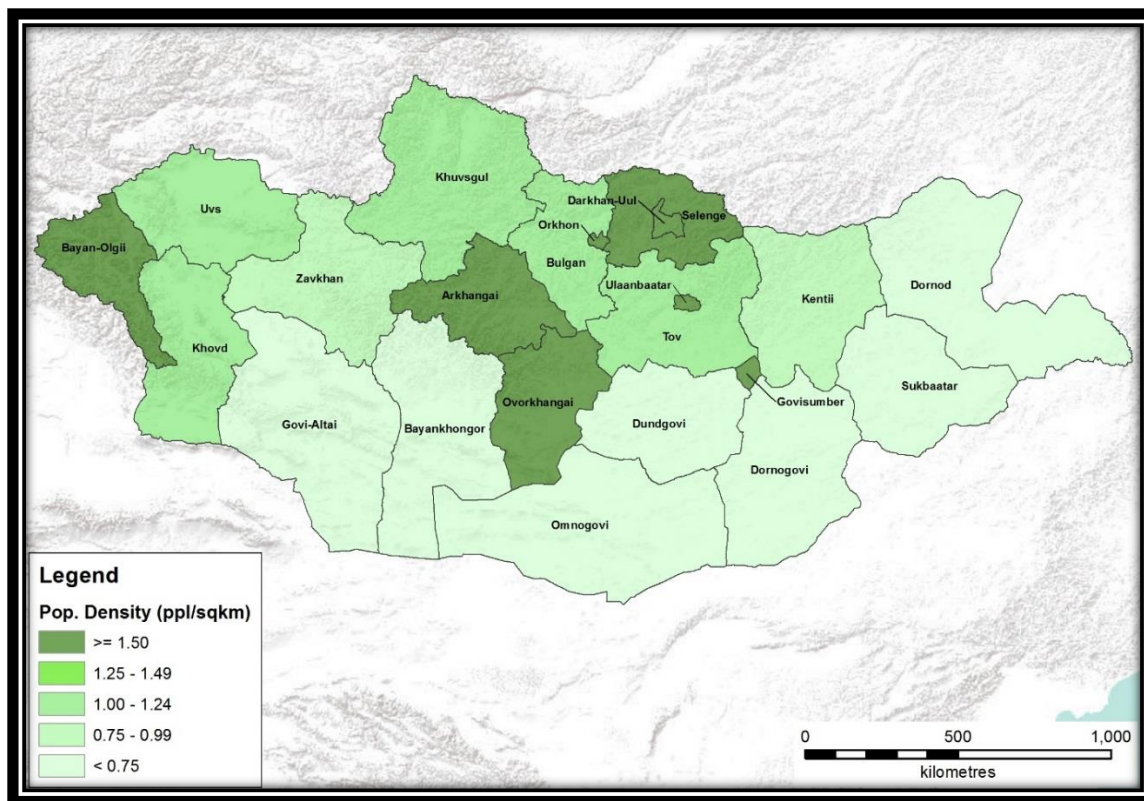 Khuvsgul
Uvs
Darkhan-Uul
Selenge
Orkhon
Bayan-Olgii
Bulgan
Zavkhan
Ulaanbaatar
Arkhangai
Kentii
Dornod
Tov
Khovd
Sukbaatar
Ovorkhangai
Govisumber
Govi-Altai
Bayankhongor
Dundgovi
Dornogovi
Omnogovi
Legend
Pop. Density (ppl/sqkm)
>= 1.50
1.25 - 1.49
1.00 - 1.24
0.75 - 0.99
< 0.75
0 500 1,000
kilometres